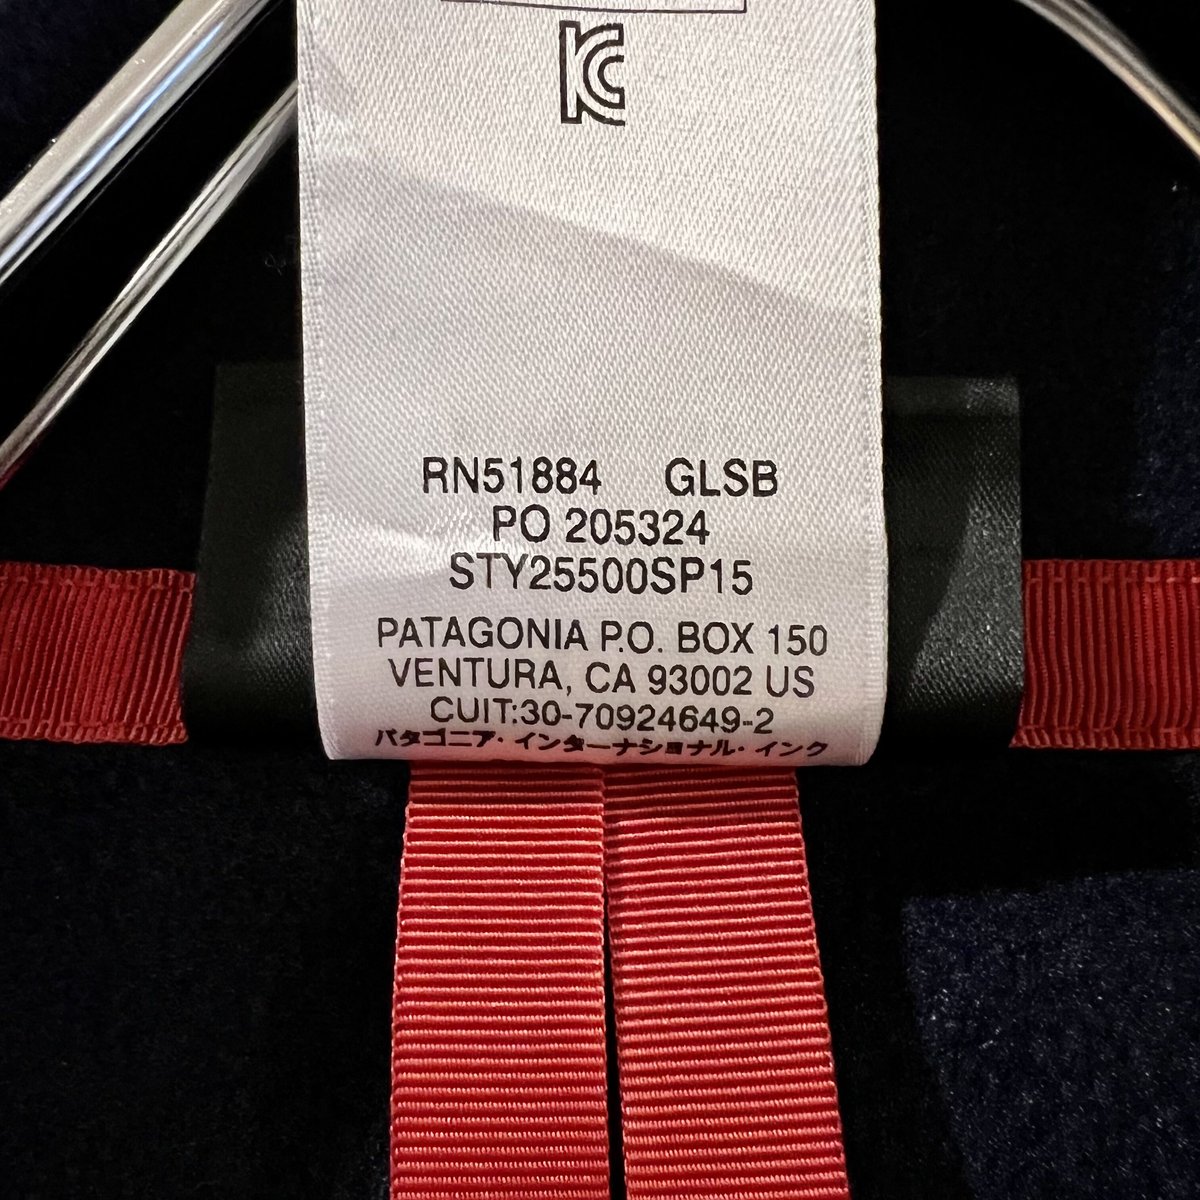 KC
RN51884 GLSB
PO 205324
STY25500SP15
PATAGONIA P.O. BOX 150
VENTURA, CA 93002 US
CUIT:30-70924649-2
パタゴニア・インターナショナル・インク